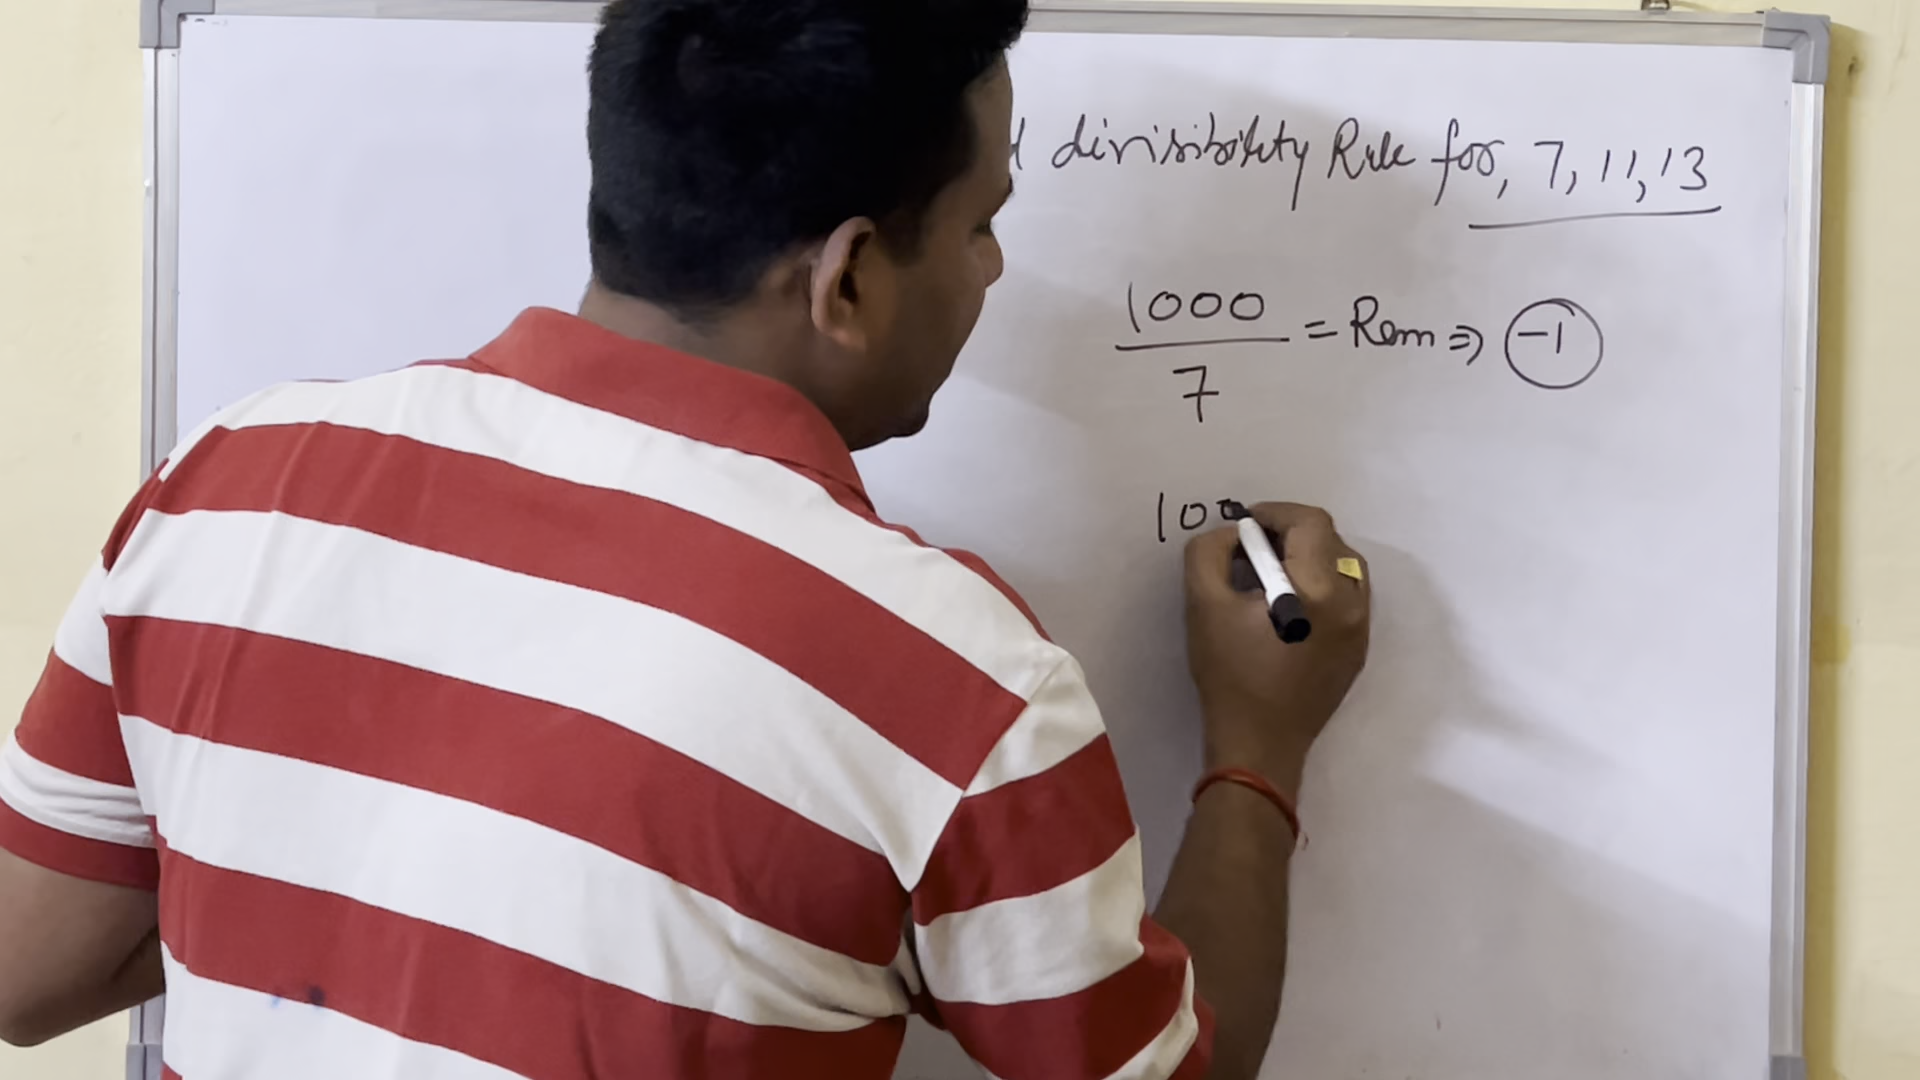 divisibility Rule for, 7, 11, 13
1000
7
= Rem ⇒ -1
100